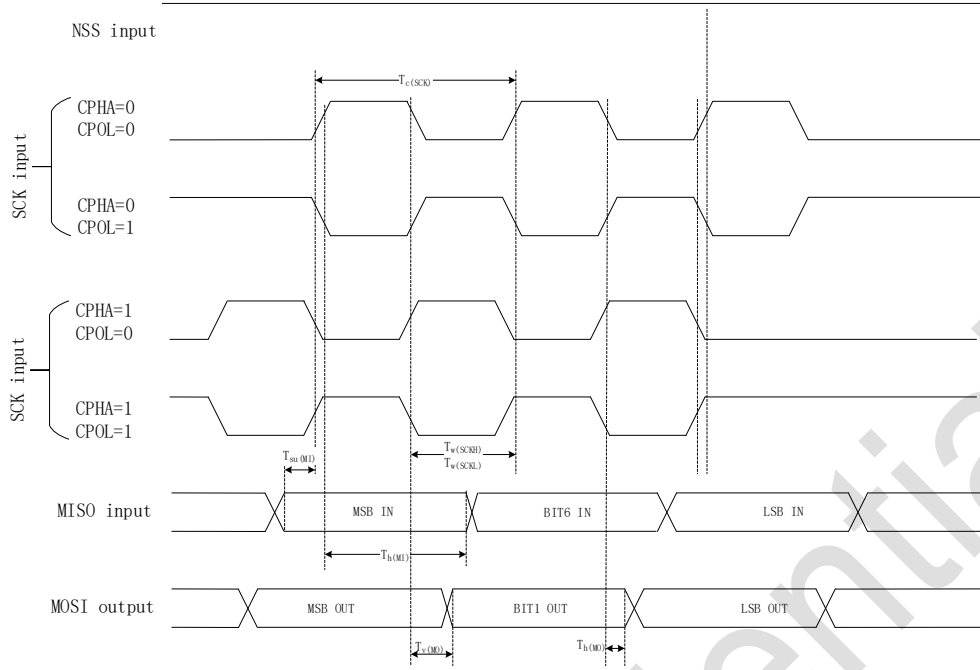 NSS input
Tc(SCK)
SCK input
CPHA=0
CPOL=0
CPHA=0
CPOL=1
SCK input
CPHA=1
CPOL=0
CPHA=1
CPOL=1
Tsu(MI)
Tw(SCKH)
Tw(SCKL)
MISO input
MSB IN
BIT6 IN
LSB IN
Th(MI)
MOSI output
MSB OUT
BIT1 OUT
LSB OUT
Tv(MO)
Th(MO)
ential